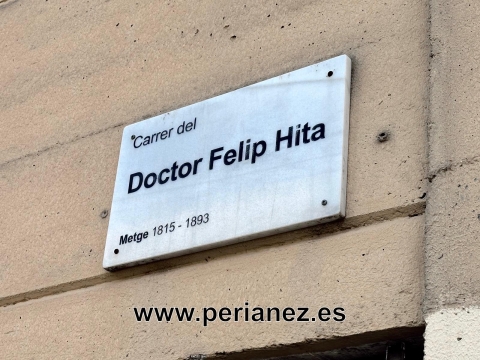 Carrer del
Doctor Felip Hita
Metge 1815 - 1893
www.perianez.es